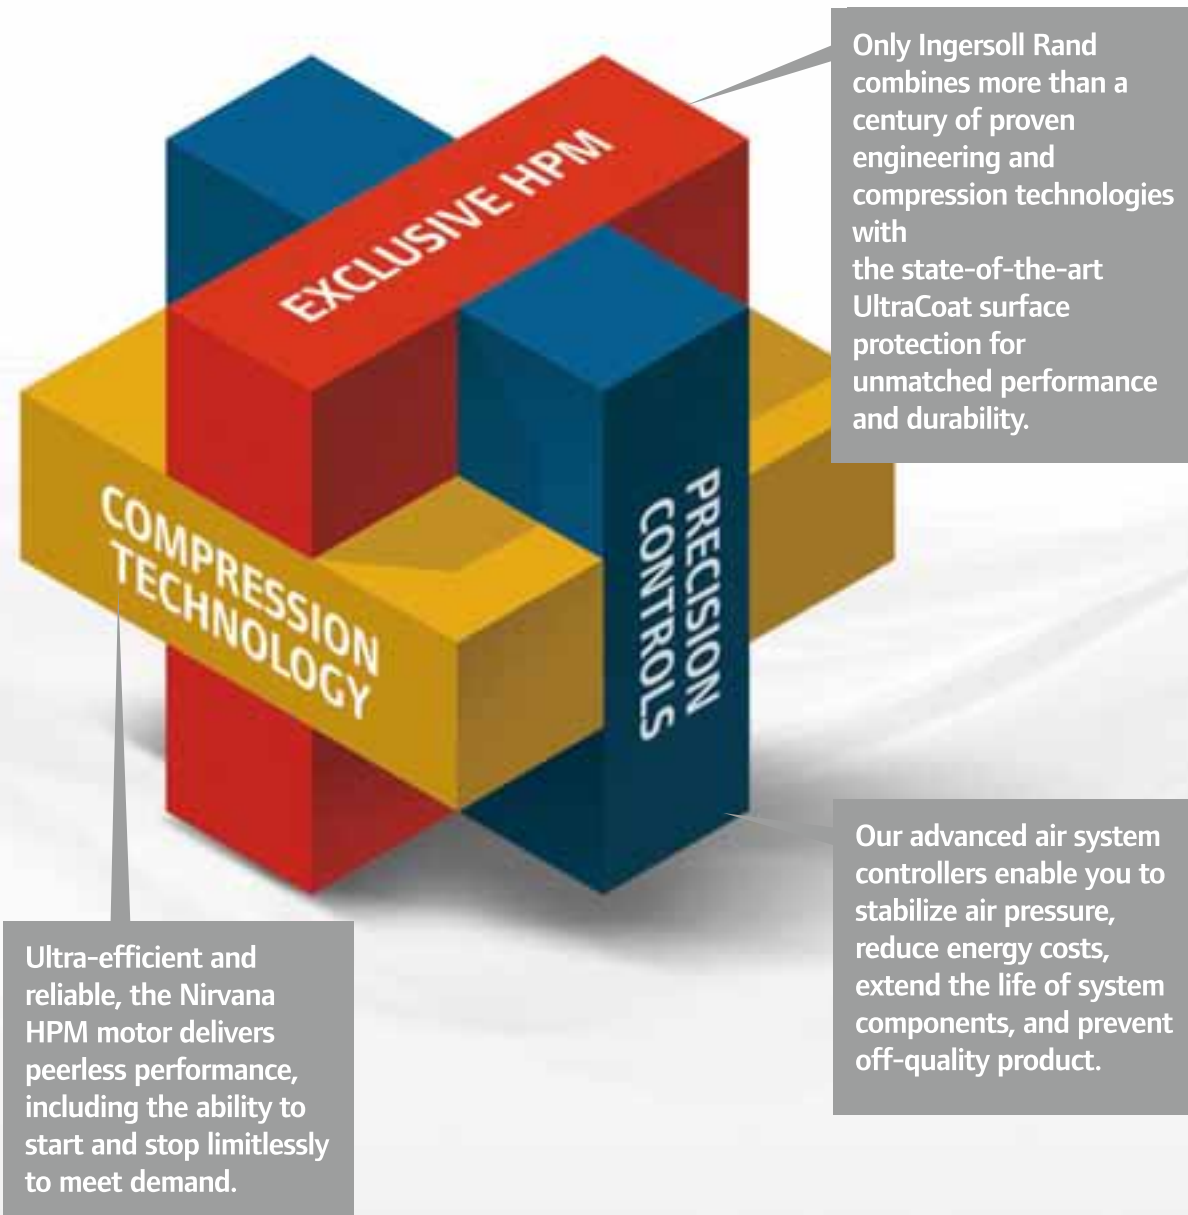 Only Ingersoll Rand
combines more than a
century of proven
engineering and
compression technologies
with
the state-of-the-art
UltraCoat surface
protection for
unmatched performance
and durability.
EXCLUSIVE HPM
COMPRESSION
TECHNOLOGY
PRECISION
CONTROLS
Our advanced air system
controllers enable you to
stabilize air pressure,
reduce energy costs,
extend the life of system
components, and prevent
off-quality product.
Ultra-efficient and
reliable, the Nirvana
HPM motor delivers
peerless performance,
including the ability to
start and stop limitlessly
to meet demand.